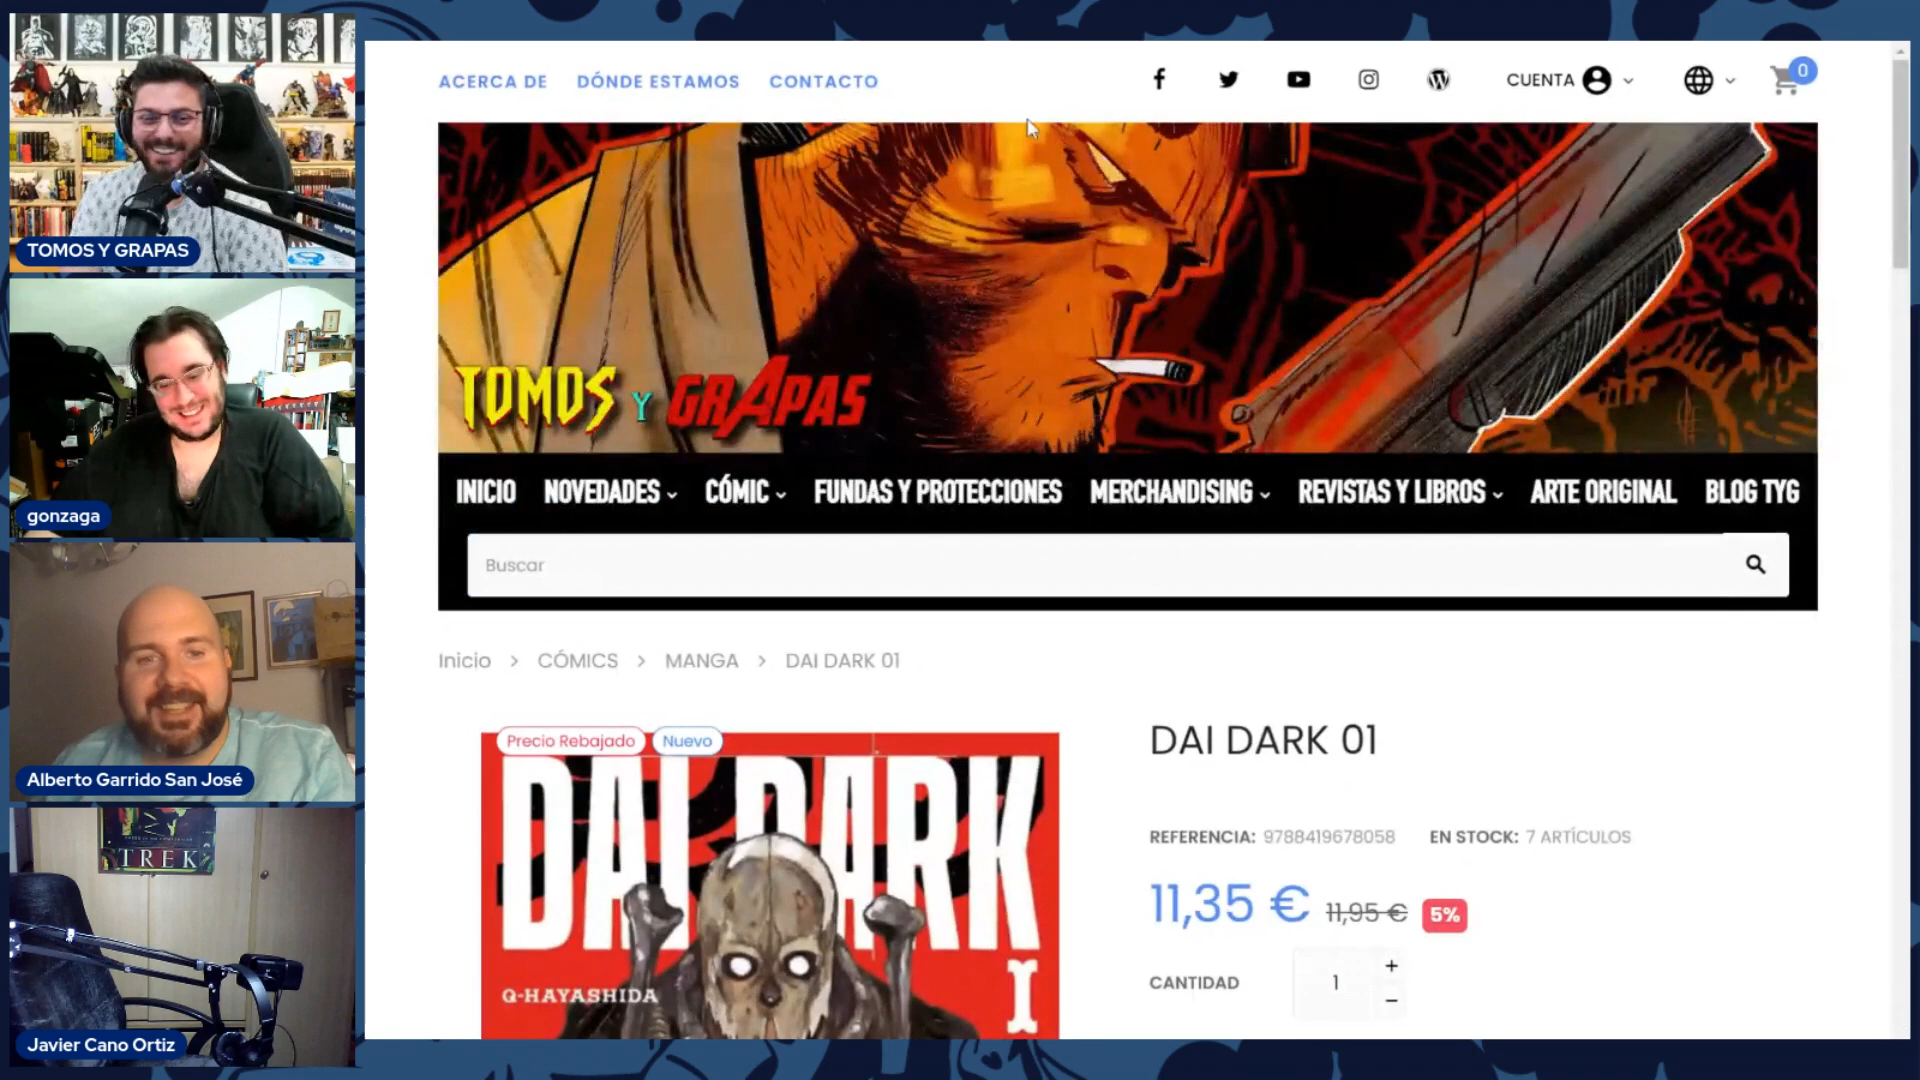 TOMOS Y GRAPAS
gonzaga
Alberto Garrido San José
TREK
Javier Cano Ortiz
ACERCA DE DÓNDE ESTAMOS CONTACTO
CUENTA
0
TOMOS Y GRAPAS
INICIO NOVEDADES CÓMIC FUNDAS Y PROTECCIONES MERCHANDISING REVISTAS Y LIBROS ARTE ORIGINAL BLOG TYG
Buscar
Inicio > CÓMICS > MANGA > DAI DARK 01
Precio Rebajado Nuevo
DAI DARK
Q-HAYASHIDA
I
DAI DARK 01
REFERENCIA: 9788419678058 EN STOCK: 7 ARTÍCULOS
11,35 € 11,95 € 5%
CANTIDAD 1 + −